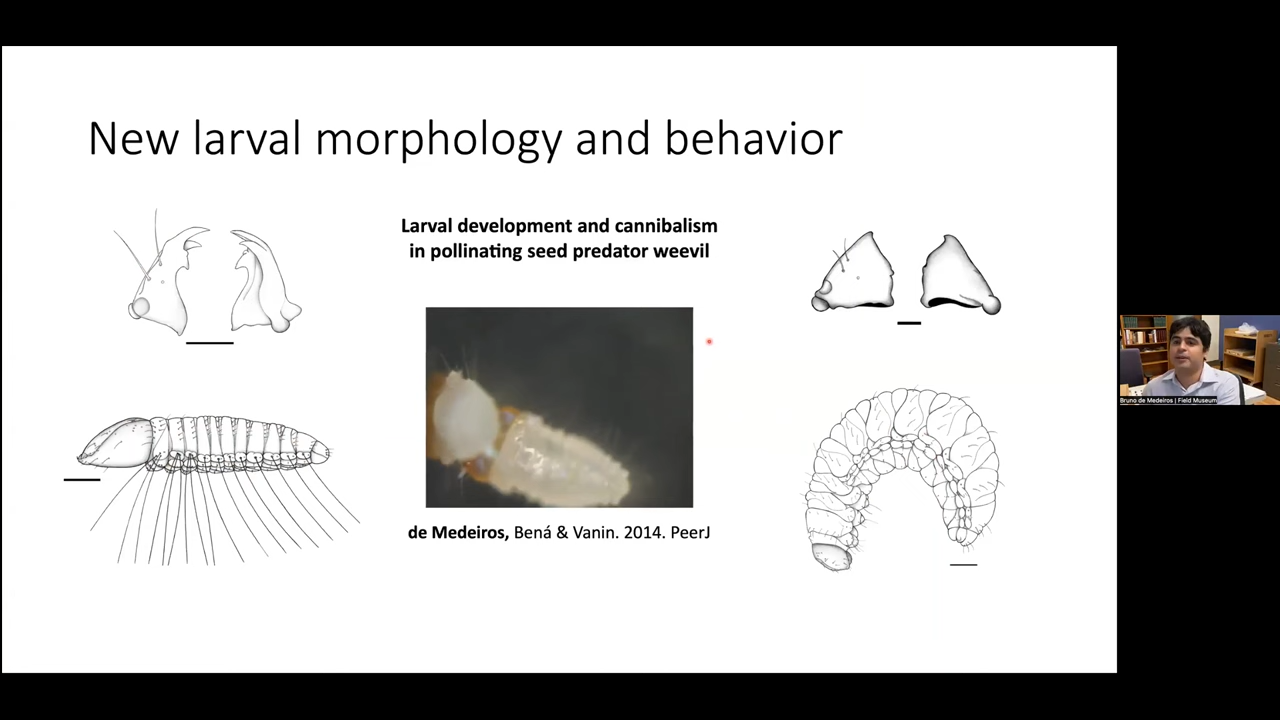 New larval morphology and behavior
Larval development and cannibalism
in pollinating seed predator weevil
de Medeiros, Bená & Vanin. 2014. PeerJ
Bruno de Medeiros | Field Museum